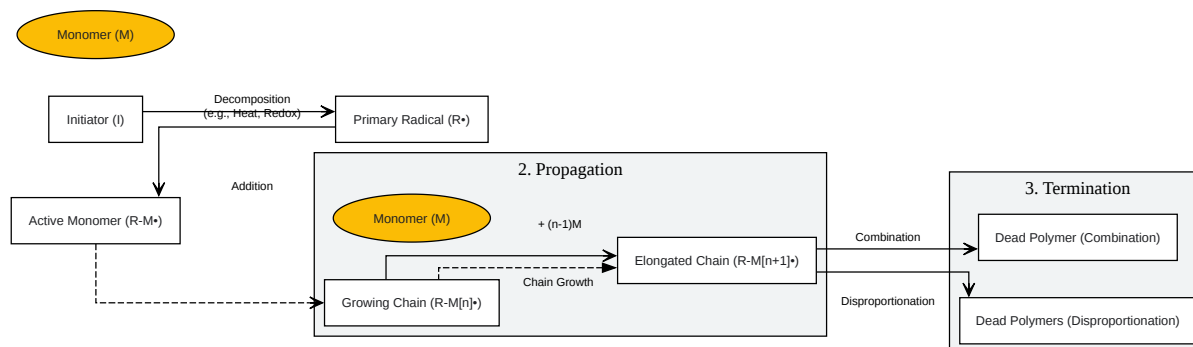 Monomer (M)
Initiator (I)
Decomposition
(e.g., Heat, Redox)
Primary Radical (R•)
Addition
Active Monomer (R-M•)
2. Propagation
Monomer (M)
+ (n-1)M
Growing Chain (R-M[n]•)
Chain Growth
Elongated Chain (R-M[n+1]•)
Combination
Disproportionation
3. Termination
Dead Polymer (Combination)
Dead Polymers (Disproportionation)